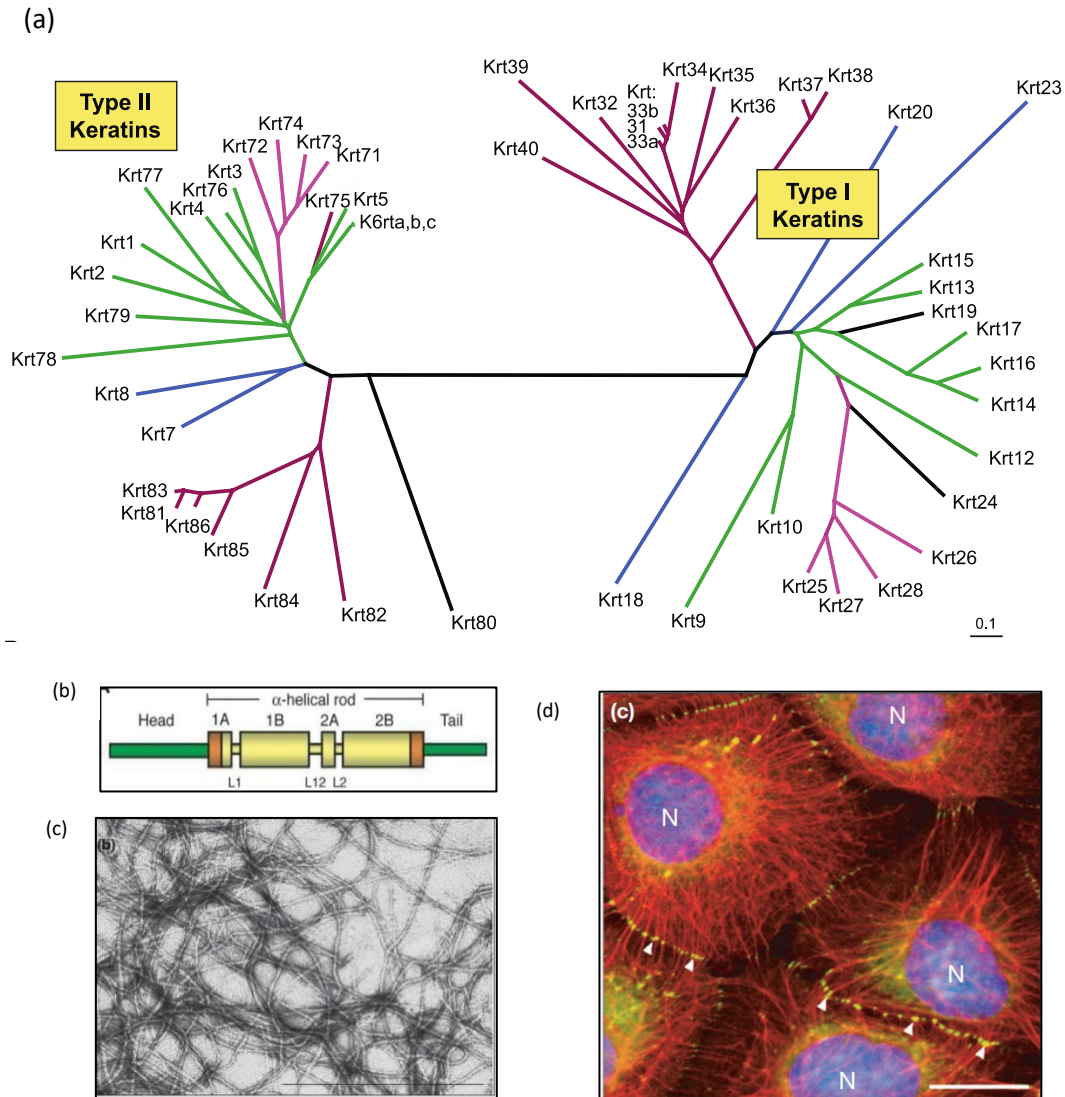 (a)
Type II
Keratins
Krt77
Krt76
Krt3
Krt72
Krt74
Krt73
Krt71
Krt75
Krt5
K6rta,b,c
Krt4
Krt1
Krt2
Krt79
Krt78
Krt8
Krt7
Krt83
Krt81
Krt86
Krt85
Krt84
Krt82
Krt80
Krt39
Krt40
Krt32
Krt:
33b
31
33a
Krt34
Krt35
Krt36
Krt37
Krt38
Krt20
Krt23
Type I
Keratins
Krt15
Krt13
Krt19
Krt17
Krt16
Krt14
Krt12
Krt24
Krt26
Krt28
Krt27
Krt25
Krt10
Krt9
Krt18
0.1
(b)
α-helical rod
Head
1A
1B
2A
2B
Tail
L1
L12
L2
(c)
(b)
(d)
(c)
N
N
N
N